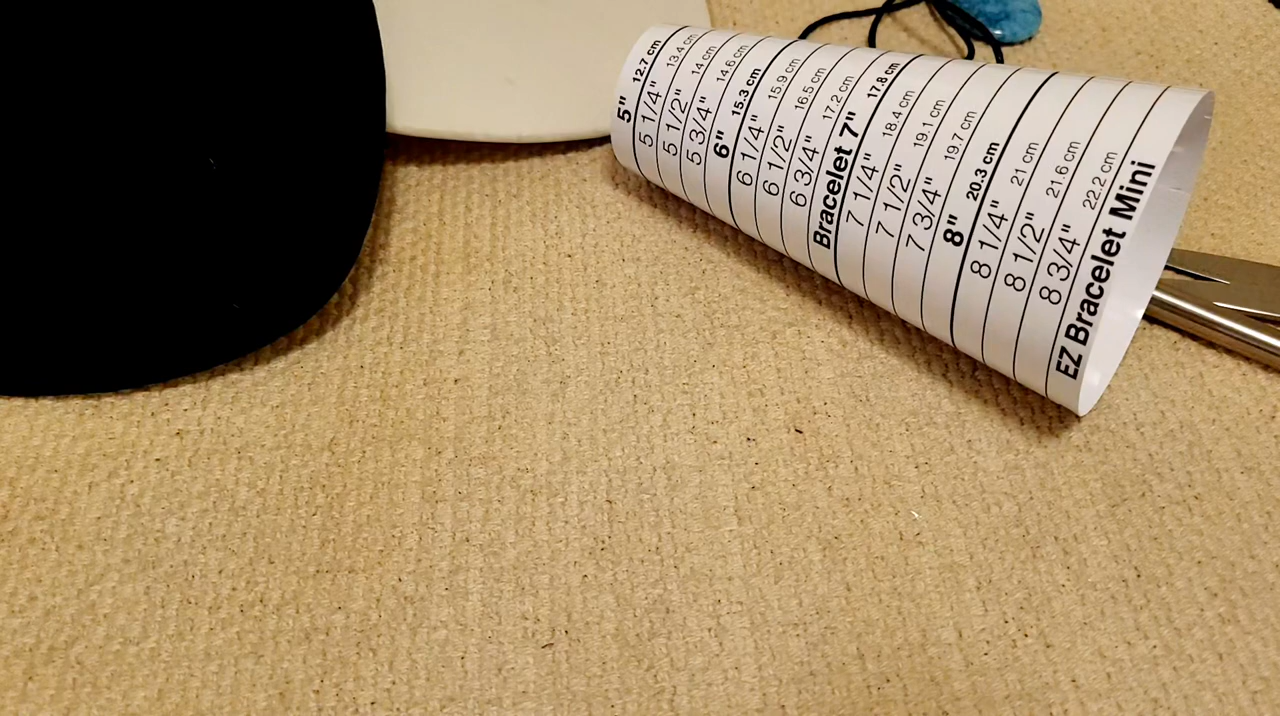 5" 12.7 cm
5 1/4" 13.4 cm
5 1/2" 14 cm
5 3/4" 14.6 cm
6" 15.3 cm
6 1/4" 15.9 cm
6 1/2" 16.5 cm
6 3/4" 17.2 cm
Bracelet 7" 17.8 cm
7 1/4" 18.4 cm
7 1/2" 19.1 cm
7 3/4" 19.7 cm
8" 20.3 cm
8 1/4" 21 cm
8 1/2" 21.6 cm
8 3/4" 22.2 cm
EZ Bracelet Mini